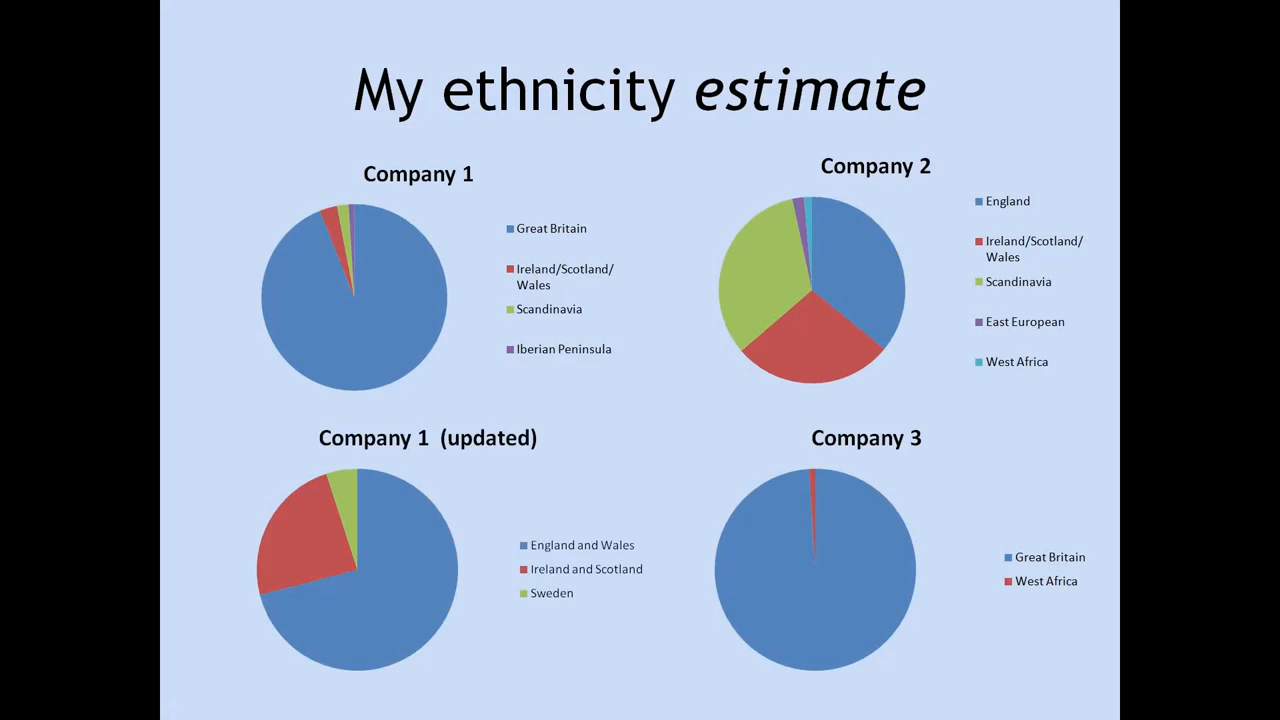 My ethnicity estimate
Company 1
Great Britain
Ireland/Scotland/
Wales
Scandinavia
Iberian Peninsula
Company 2
England
Ireland/Scotland/
Wales
Scandinavia
East European
West Africa
Company 1 (updated)
England and Wales
Ireland and Scotland
Sweden
Company 3
Great Britain
West Africa